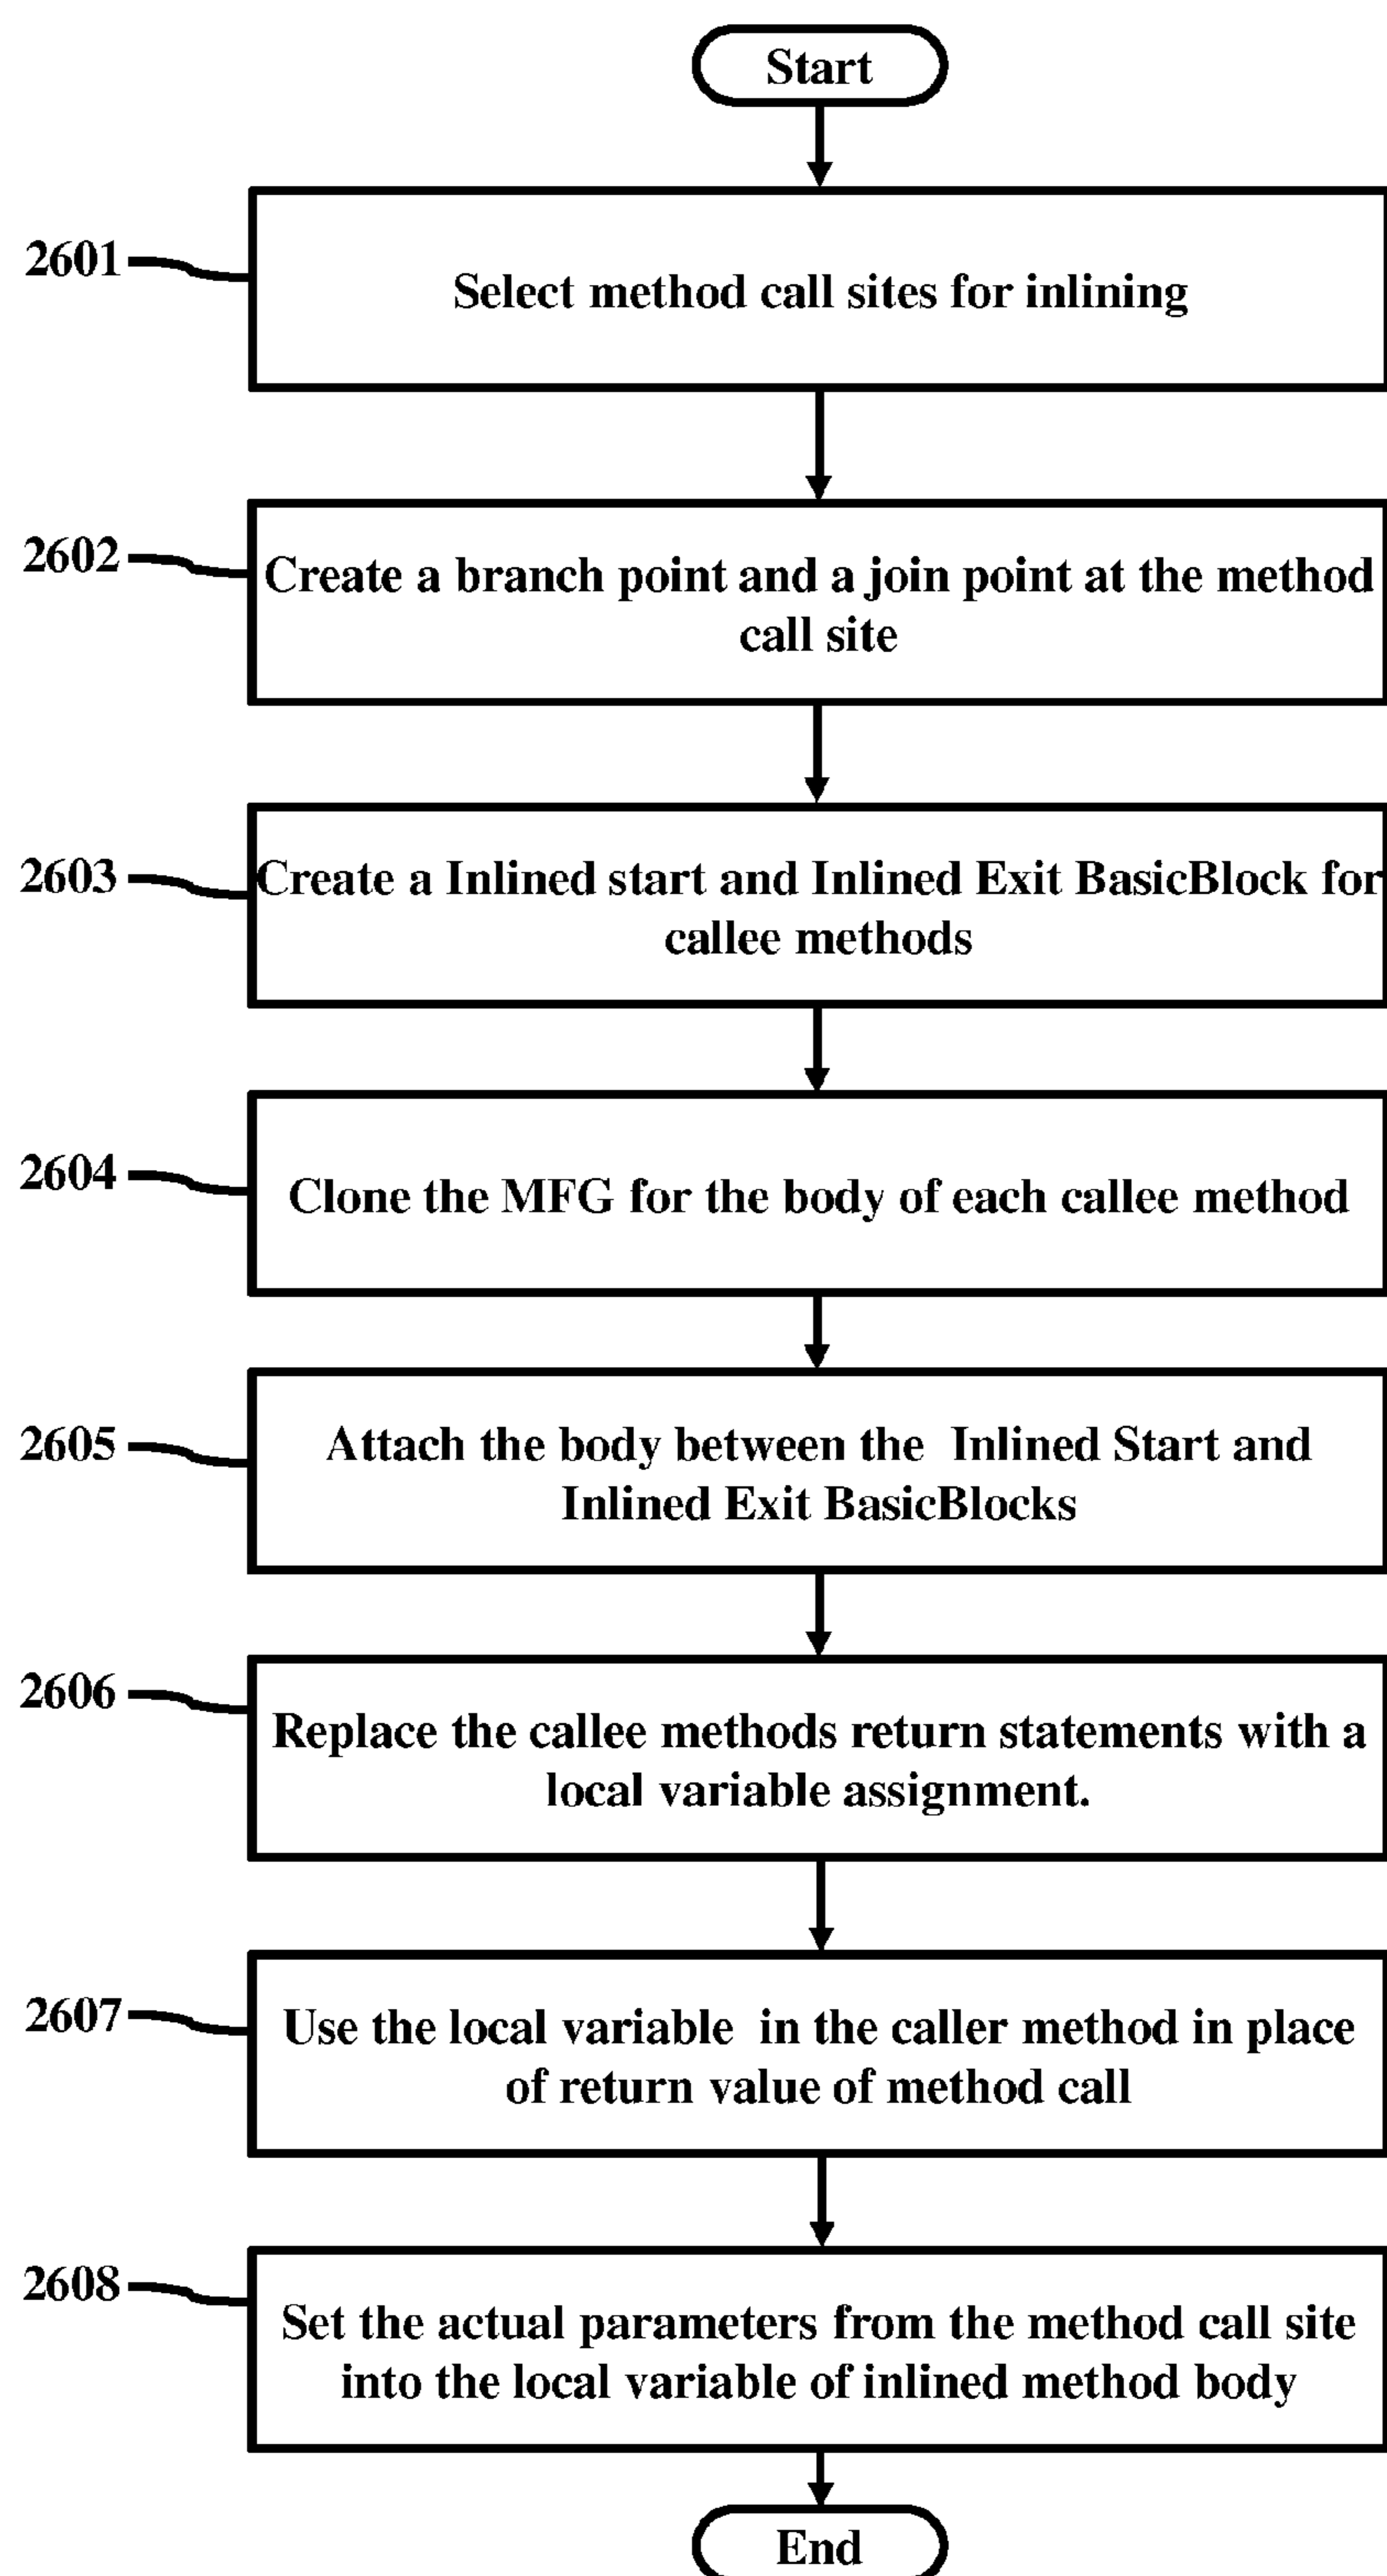 Start
2601
Select method call sites for inlining
2602
Create a branch point and a join point at the method
call site
2603
Create a Inlined start and Inlined Exit BasicBlock for
callee methods
2604
Clone the MFG for the body of each callee method
2605
Attach the body between the Inlined Start and
Inlined Exit BasicBlocks
2606
Replace the callee methods return statements with a
local variable assignment.
2607
Use the local variable in the caller method in place
of return value of method call
2608
Set the actual parameters from the method call site
into the local variable of inlined method body
End